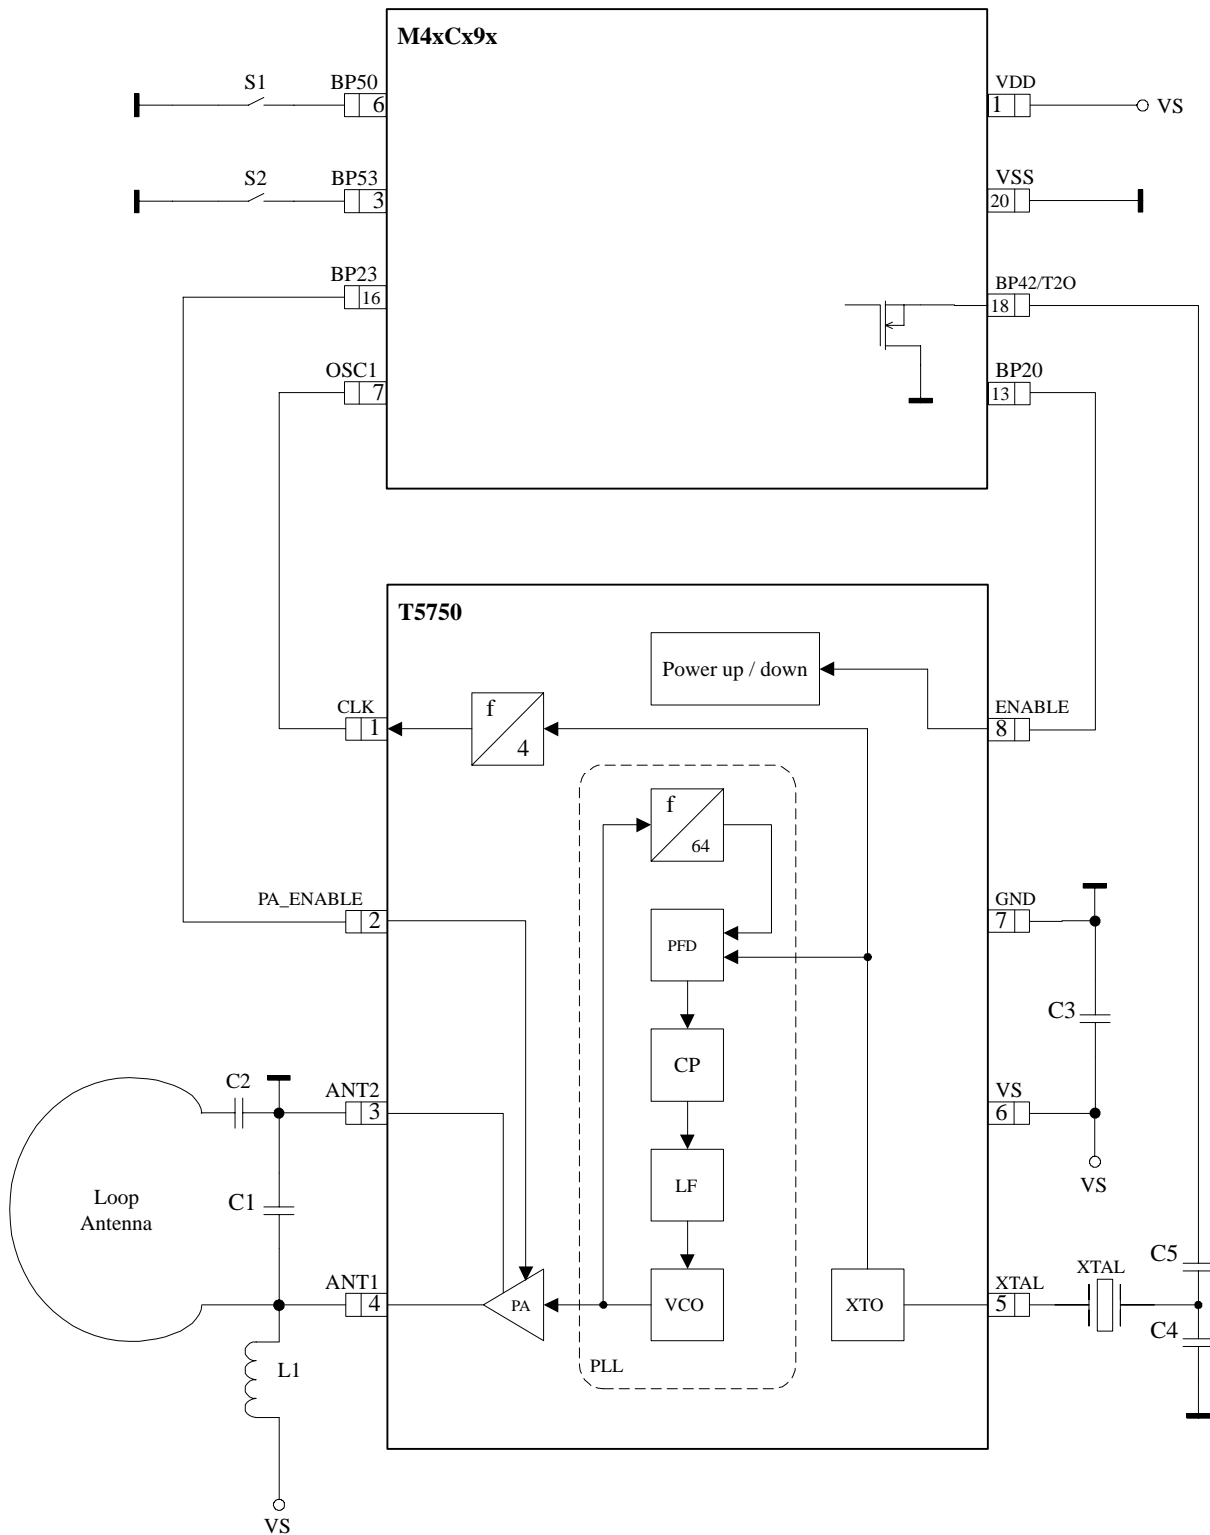 M4xCx9x
S1
BP50
6
VDD
1
VS
S2
BP53
3
VSS
20
BP23
16
BP42/T2O
18
OSC1
7
BP20
13
T5750
Power up / down
CLK
1
f
4
ENABLE
8
f
64
PA_ENABLE
2
PFD
GND
7
C3
CP
C2
ANT2
3
VS
6
Loop
Antenna
C1
LF
VS
C5
ANT1
4
PA
VCO
XTO
XTAL
5
XTAL
C4
L1
PLL
VS